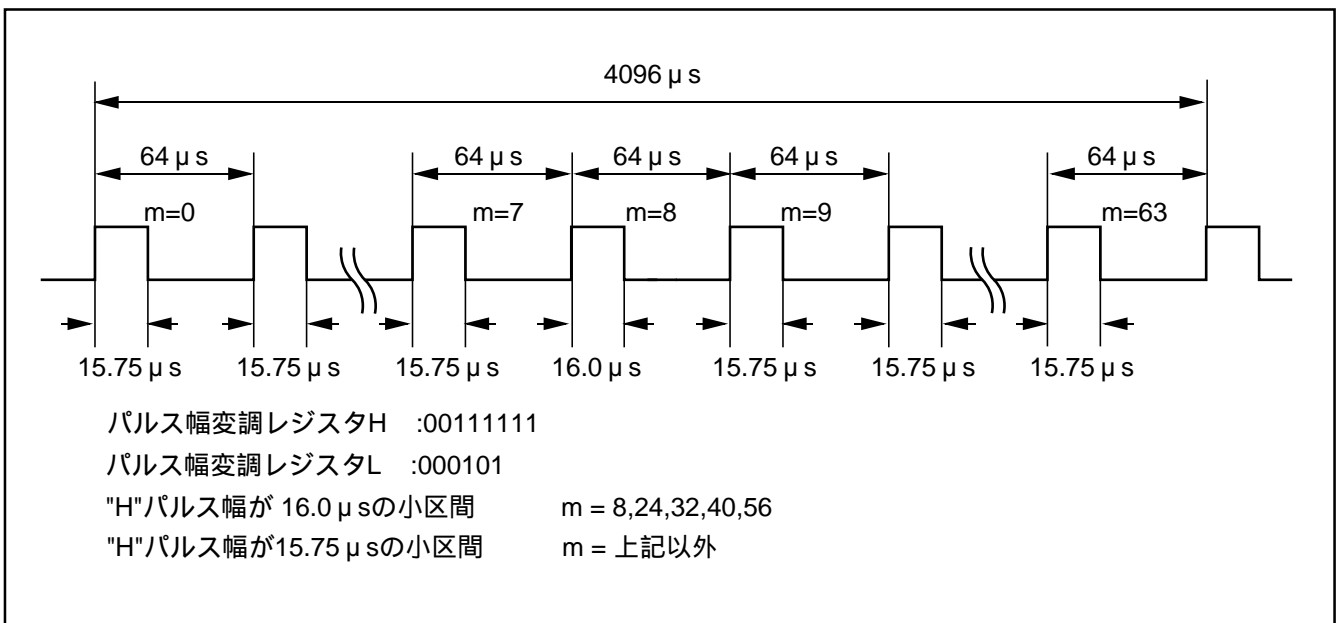 4096 μ s
64 μ s 64 μ s 64 μ s 64 μ s 64 μ s
m=0 m=7 m=8 m=9 m=63
15.75 μ s 15.75 μ s 15.75 μ s 16.0 μ s 15.75 μ s 15.75 μ s 15.75 μ s
パルス幅変調レジスタH :00111111
パルス幅変調レジスタL :000101
"H"パルス幅が 16.0 μ sの小区間 m = 8,24,32,40,56
"H"パルス幅が15.75 μ sの小区間 m = 上記以外